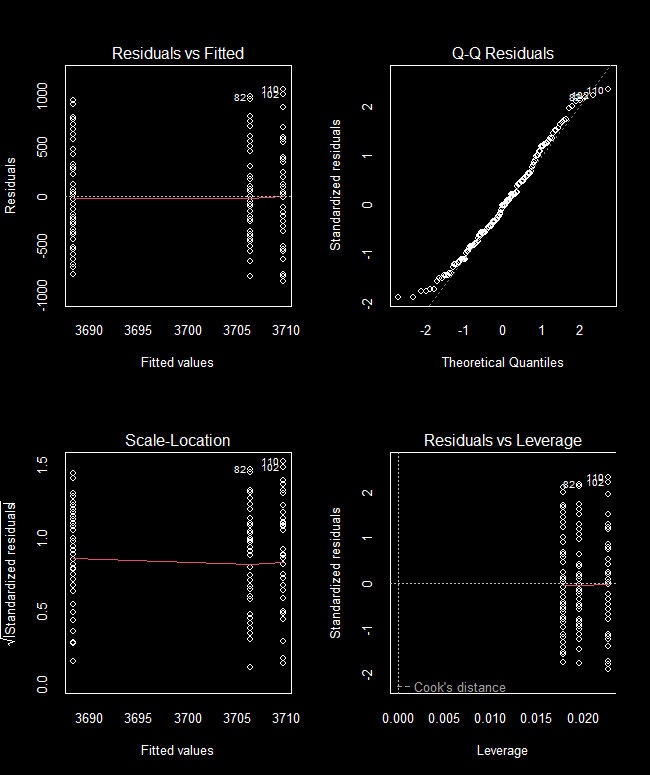 Residuals vs Fitted
Residuals
1000
500
0
-500
-1000
110
82
102
3690 3695 3700 3705 3710
Fitted values
Q-Q Residuals
Standardized residuals
2
1
0
-1
-2
110
-2 -1 0 1 2
Theoretical Quantiles
Scale-Location
√|Standardized residuals|
1.5
1.0
0.5
0.0
110
82
102
3690 3695 3700 3705 3710
Fitted values
Residuals vs Leverage
Standardized residuals
2
1
0
-1
-2
110
82
102
Cook's distance
0.000 0.005 0.010 0.015 0.020
Leverage